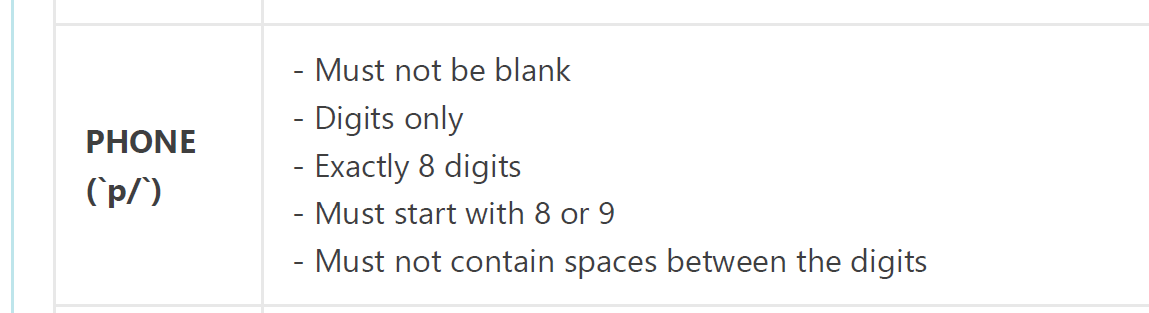 PHONE
(`p/`)
- Must not be blank
- Digits only
- Exactly 8 digits
- Must start with 8 or 9
- Must not contain spaces between the digits